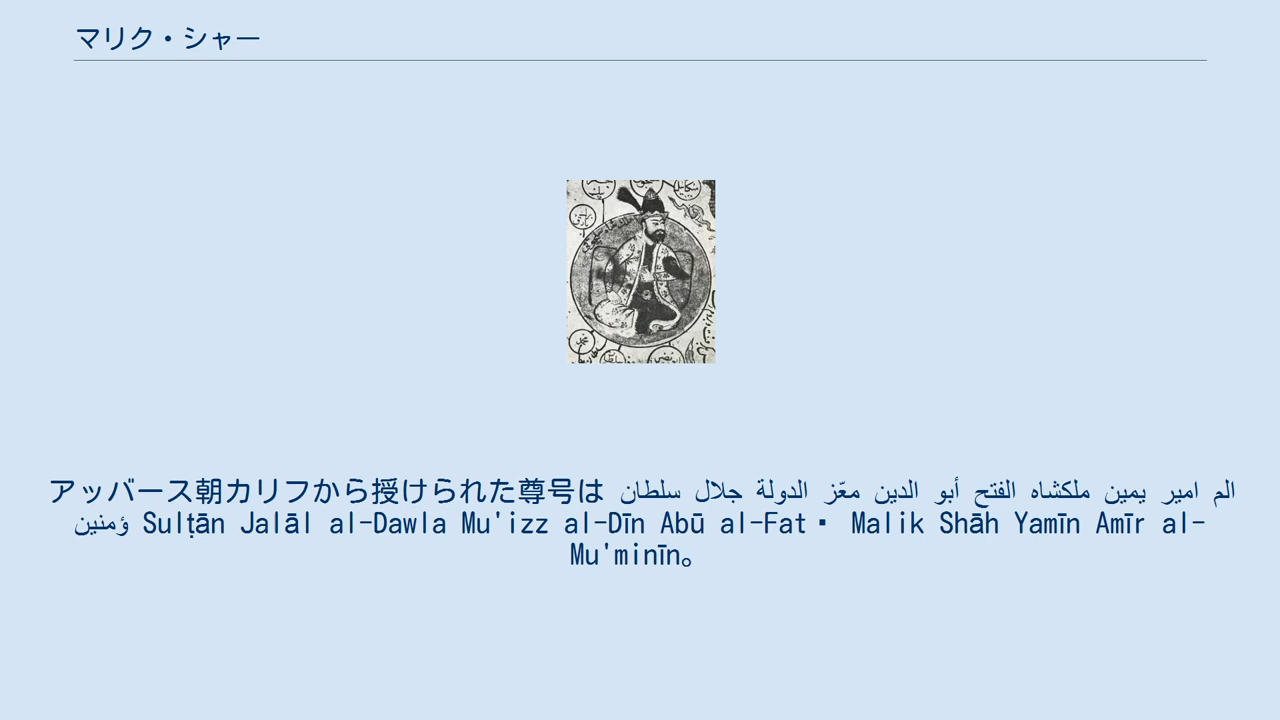 マリク・シャー
アッバース朝カリフから授けられた尊号は سلطان جلال الدولة معّز الدين أبو الفتح ملكشاه يمين امير الم
ؤمنين Sulṭān Jalāl al-Dawla Mu'izz al-Dīn Abū al-Fat Malik Shāh Yamīn Amīr al-
Mu'minīn。